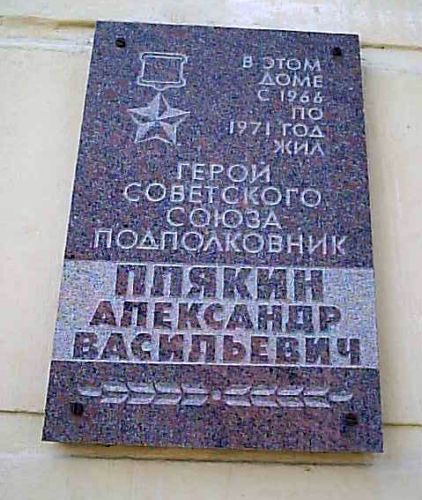 В ЭТОМ
ДОМЕ
С 1966
ПО
1971 ГОД
ЖИЛ
ГЕРОЙ
СОВЕТСКОГО
СОЮЗА
ПОДПОЛКОВНИК
ПЛЯКИН
АЛЕКСАНДР
ВАСИЛЬЕВИЧ